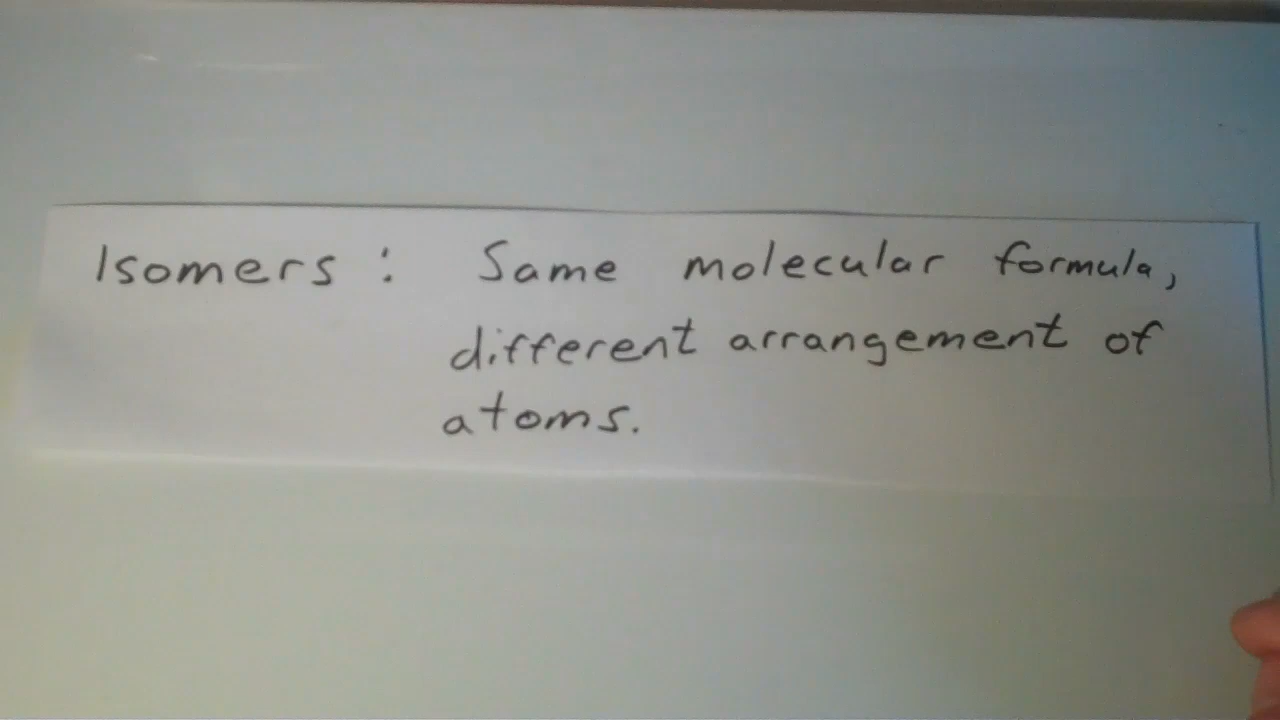 Isomers : Same molecular formula,
different arrangement of
atoms.